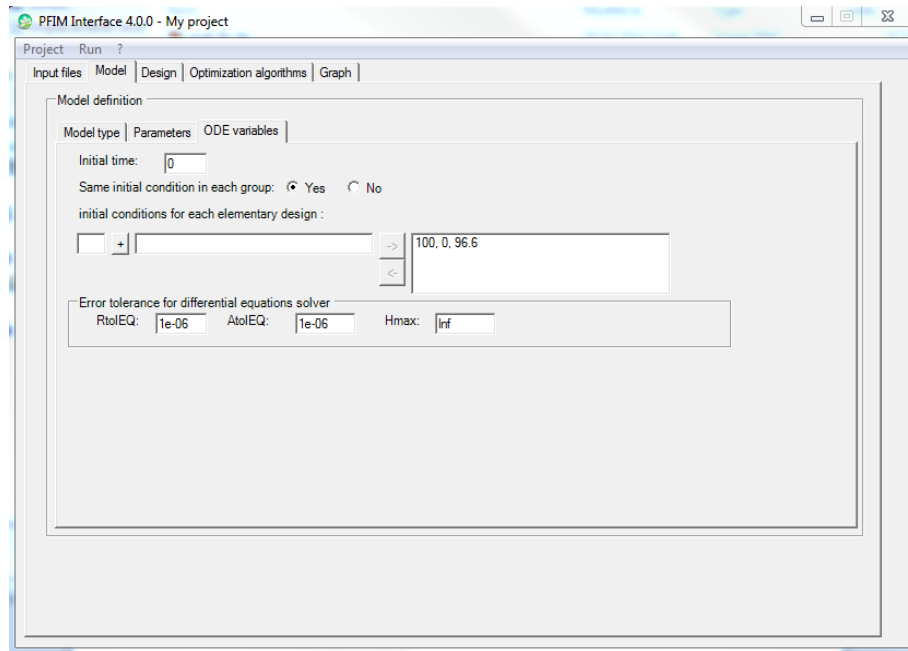 PFIM Interface 4.0.0 - My project
Project Run ?
Input files Model Design Optimization algorithms Graph
Model definition
Model type Parameters ODE variables
Initial time: 0
Same initial condition in each group: Yes No
initial conditions for each elementary design :
+ -> 100, 0, 96.6
<-
Error tolerance for differential equations solver
RtolEQ: 1e-06 AtolEQ: 1e-06 Hmax: Inf